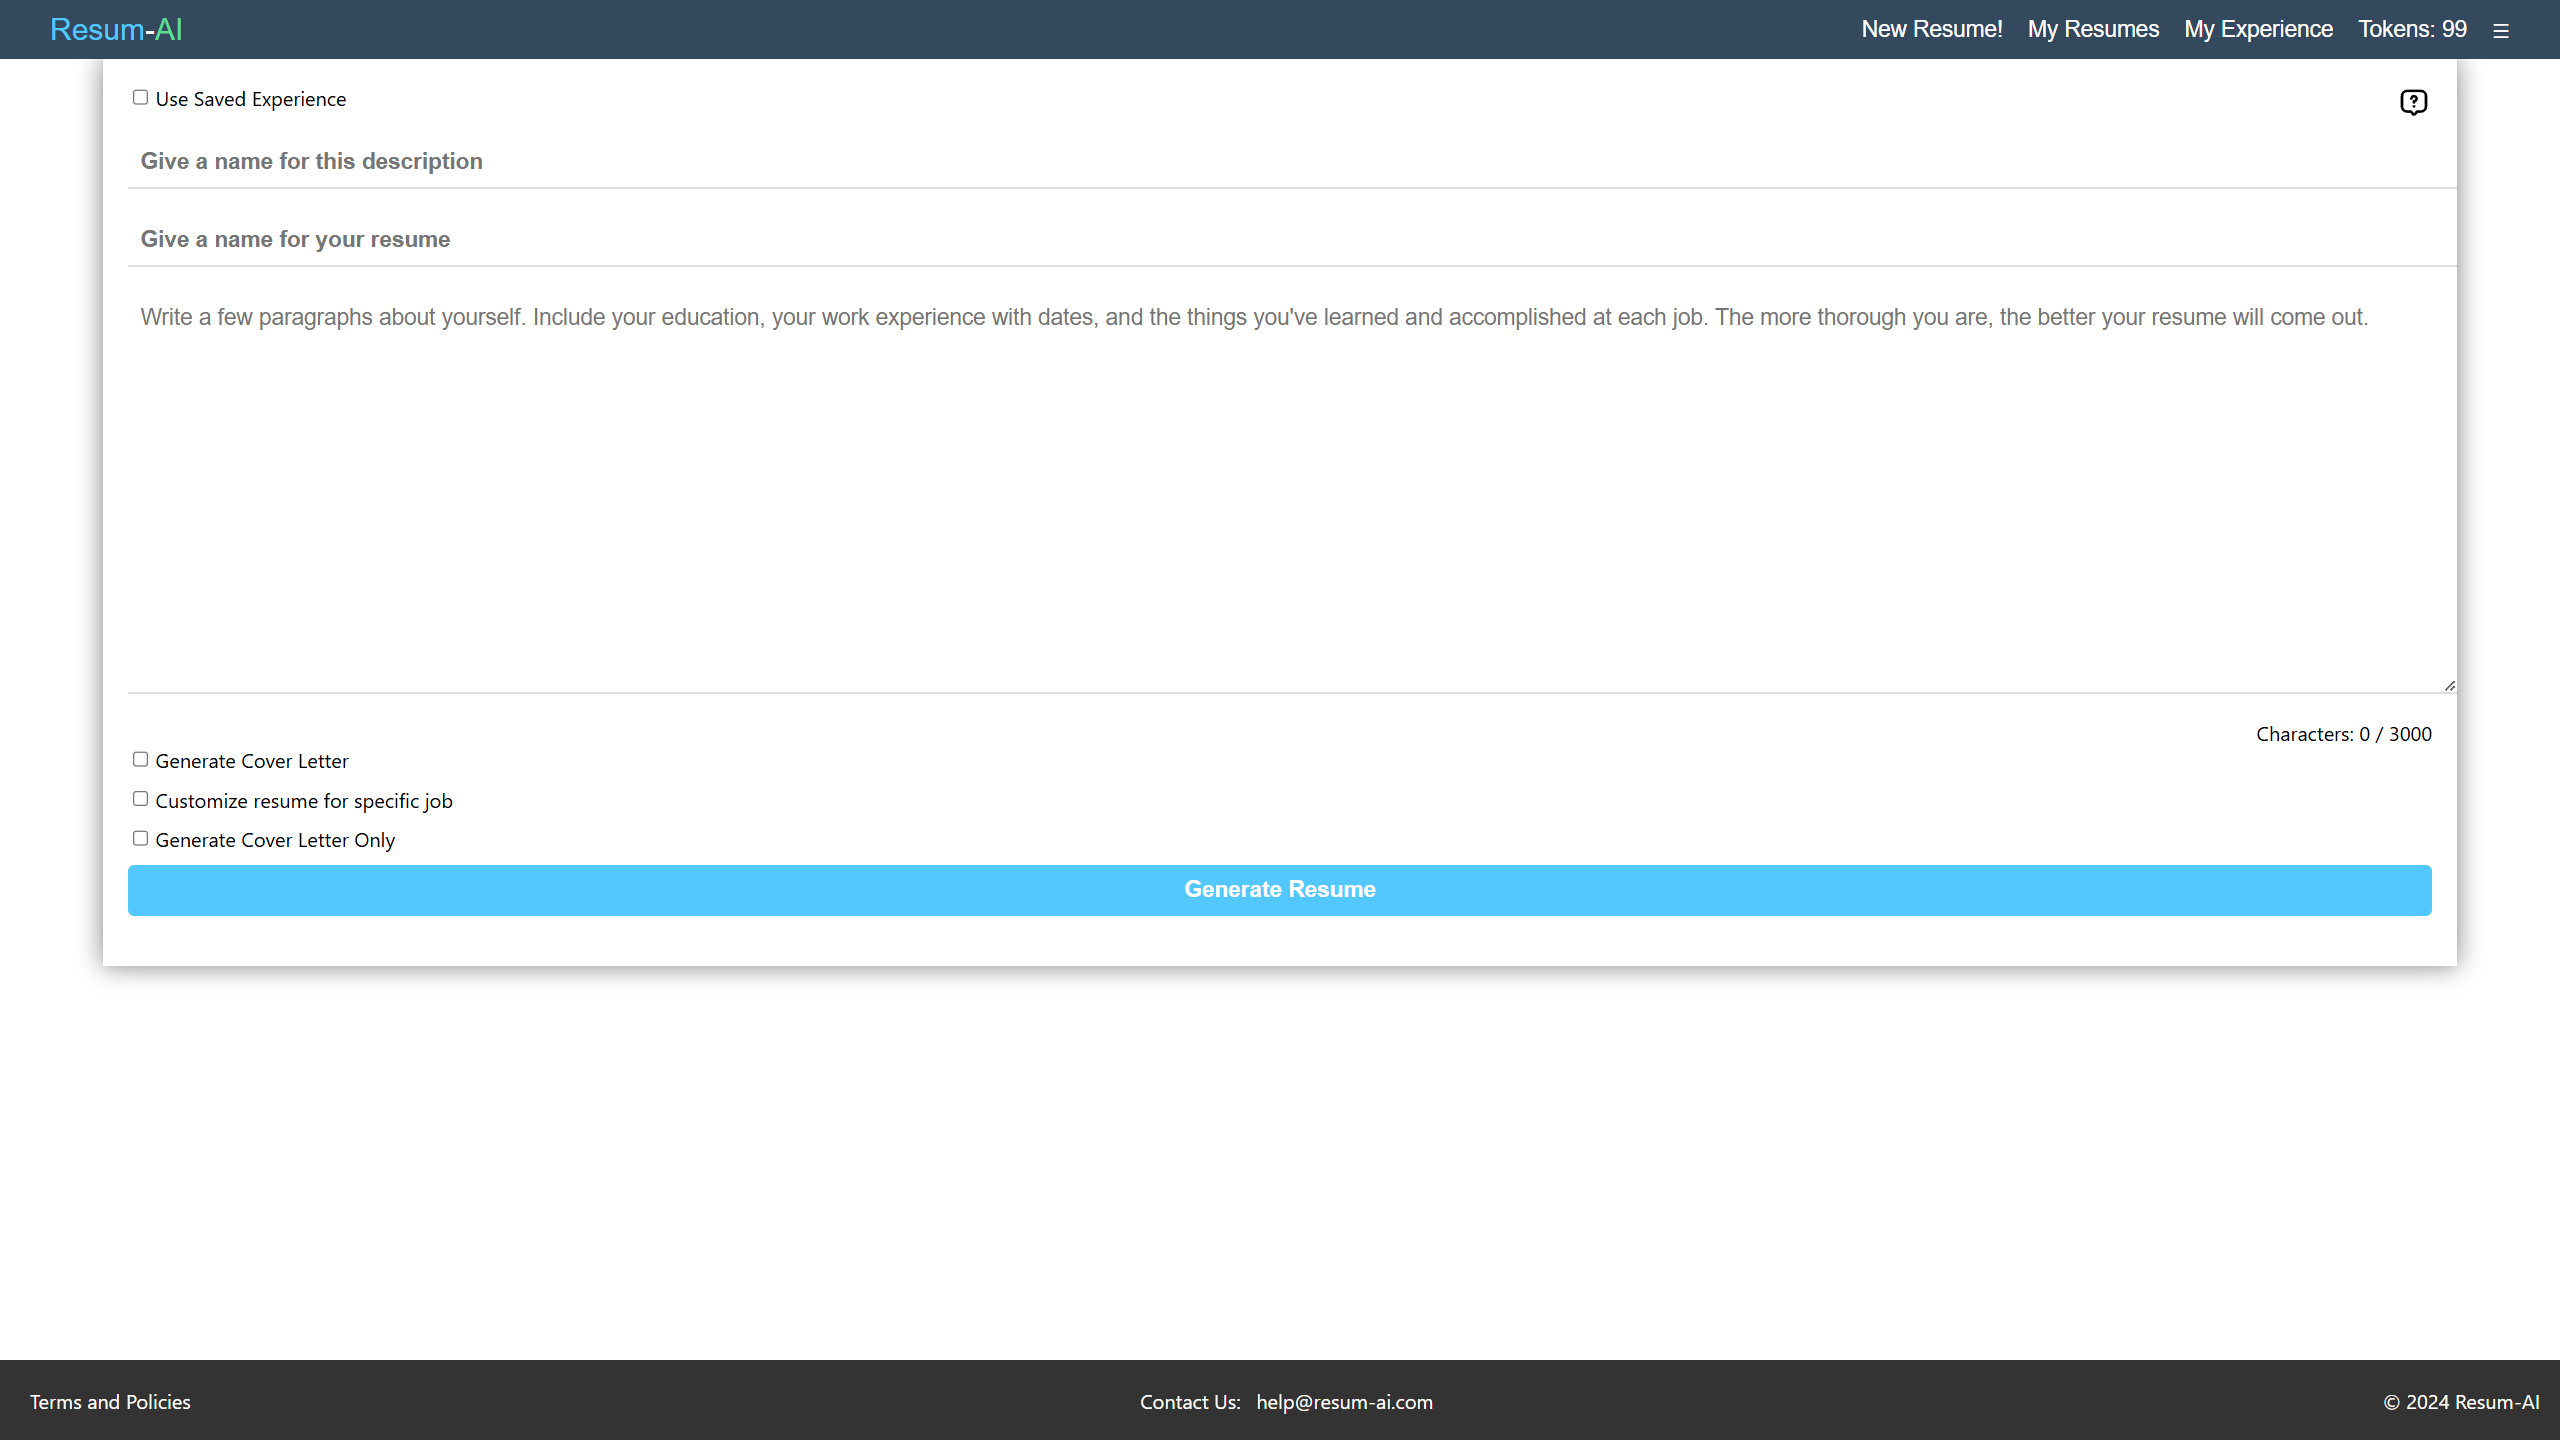 Resum-AI
New Resume! My Resumes My Experience Tokens: 99 ☰
Use Saved Experience
?
Give a name for this description
Give a name for your resume
Write a few paragraphs about yourself. Include your education, your work experience with dates, and the things you've learned and accomplished at each job. The more thorough you are, the better your resume will come out.
Characters: 0 / 3000
Generate Cover Letter
Customize resume for specific job
Generate Cover Letter Only
Generate Resume
Terms and Policies
Contact Us: help@resum-ai.com
© 2024 Resum-AI